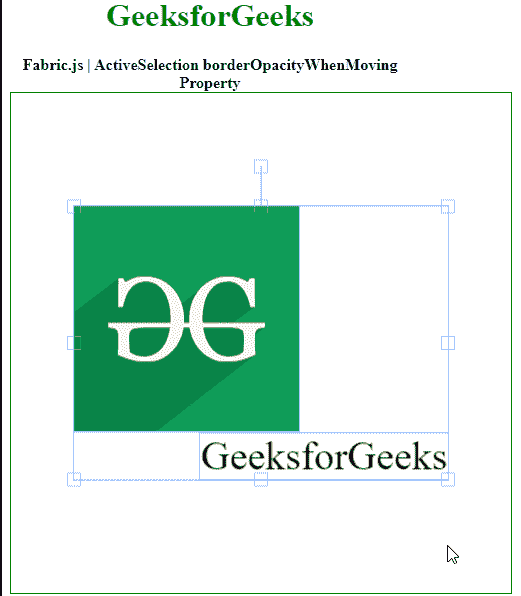 GeeksforGeeks
Fabric.js | ActiveSelection borderOpacityWhenMoving
Property
GeeksforGeeks